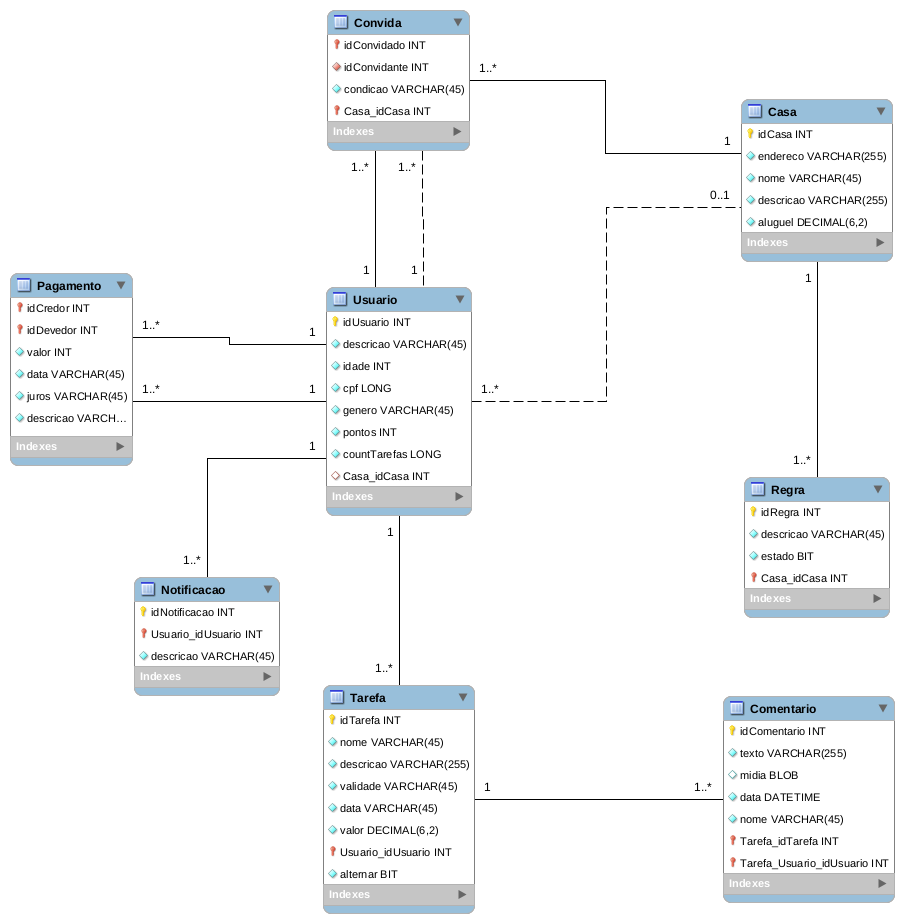 Convida
idConvidado INT
idConvidante INT
condicao VARCHAR(45)
Casa_idCasa INT
Indexes
1..*
1
1..*
1..*
1
1
Casa
idCasa INT
endereco VARCHAR(255)
nome VARCHAR(45)
descricao VARCHAR(255)
aluguel DECIMAL(6,2)
Indexes
0..1
1
Pagamento
idCredor INT
idDevedor INT
valor INT
data VARCHAR(45)
juros VARCHAR(45)
descricao VARCH...
Indexes
1..*
1
1..*
1
Usuario
idUsuario INT
descricao VARCHAR(45)
idade INT
cpf LONG
genero VARCHAR(45)
pontos INT
countTarefas LONG
Casa_idCasa INT
Indexes
1..*
1
1
1..*
1..*
Regra
idRegra INT
descricao VARCHAR(45)
estado BIT
Casa_idCasa INT
Indexes
Notificacao
idNotificacao INT
Usuario_idUsuario INT
descricao VARCHAR(45)
Indexes
1..*
Tarefa
idTarefa INT
nome VARCHAR(45)
descricao VARCHAR(255)
validade VARCHAR(45)
data VARCHAR(45)
valor DECIMAL(6,2)
Usuario_idUsuario INT
alternar BIT
Indexes
1
1..*
Comentario
idComentario INT
texto VARCHAR(255)
midia BLOB
data DATETIME
nome VARCHAR(45)
Tarefa_idTarefa INT
Tarefa_Usuario_idUsuario INT
Indexes